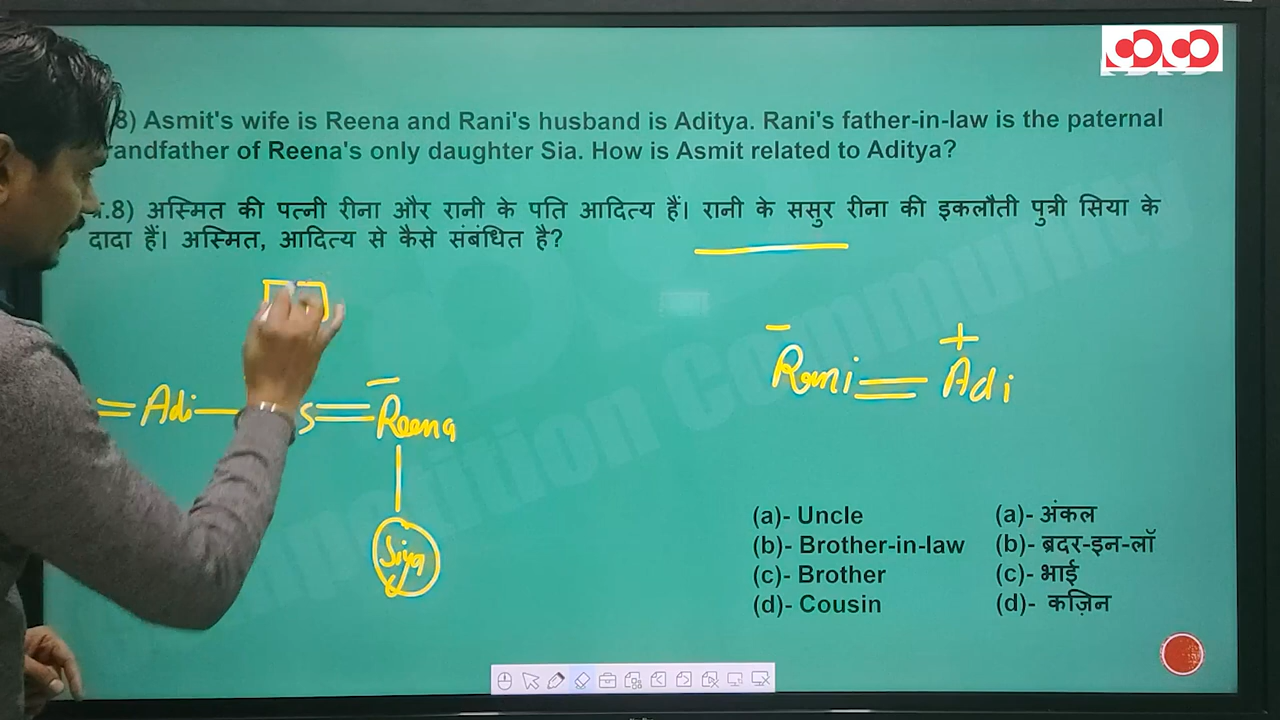 8) Asmit's wife is Reena and Rani's husband is Aditya. Rani's father-in-law is the paternal
randfather of Reena's only daughter Sia. How is Asmit related to Aditya?
.8) अस्मित की पत्नी रीना और रानी के पति आदित्य हैं। रानी के ससुर रीना की इकलौती पुत्री सिया के
दादा हैं। अस्मित, आदित्य से कैसे संबंधित है?
Rani = Adi
= Adi — S = Reena
Siya
(a)- Uncle (a)- अंकल
(b)- Brother-in-law (b)- ब्रदर-इन-लॉ
(c)- Brother (c)- भाई
(d)- Cousin (d)- कज़िन